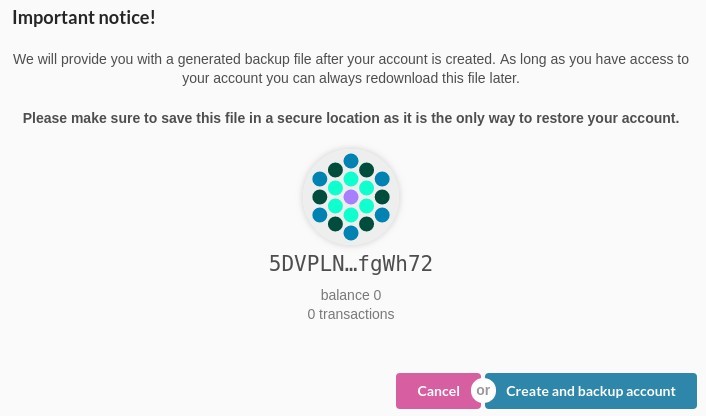 Important notice!
We will provide you with a generated backup file after your account is created. As long as you have access to
your account you can always redownload this file later.
Please make sure to save this file in a secure location as it is the only way to restore your account.
5DVPLN…fgWh72
balance 0
0 transactions
Cancel or Create and backup account